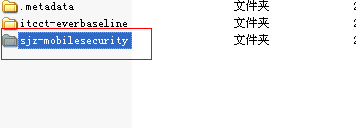 .metadata 文件夹
itcct-everbaseline 文件夹
sjz-mobilesecurity 文件夹